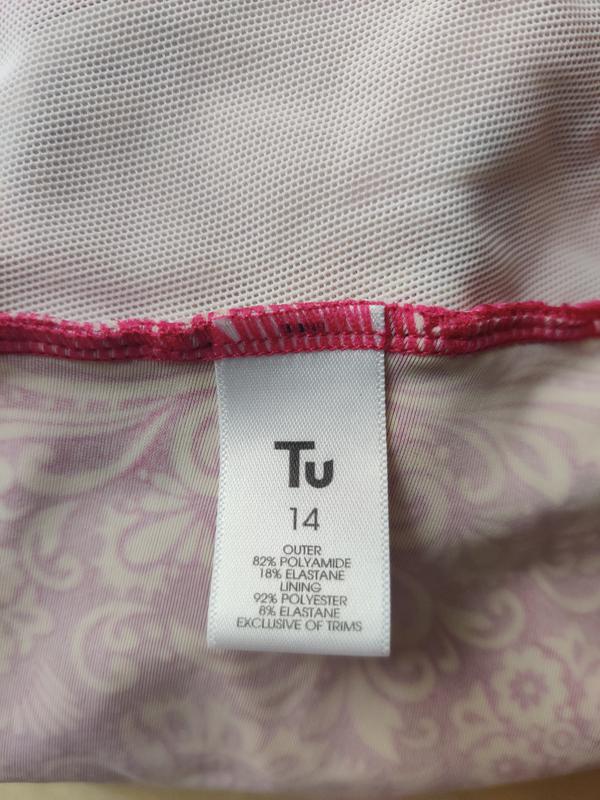 Tu
14
OUTER
82% POLYAMIDE
18% ELASTANE
LINING
92% POLYESTER
8% ELASTANE
EXCLUSIVE OF TRIMS